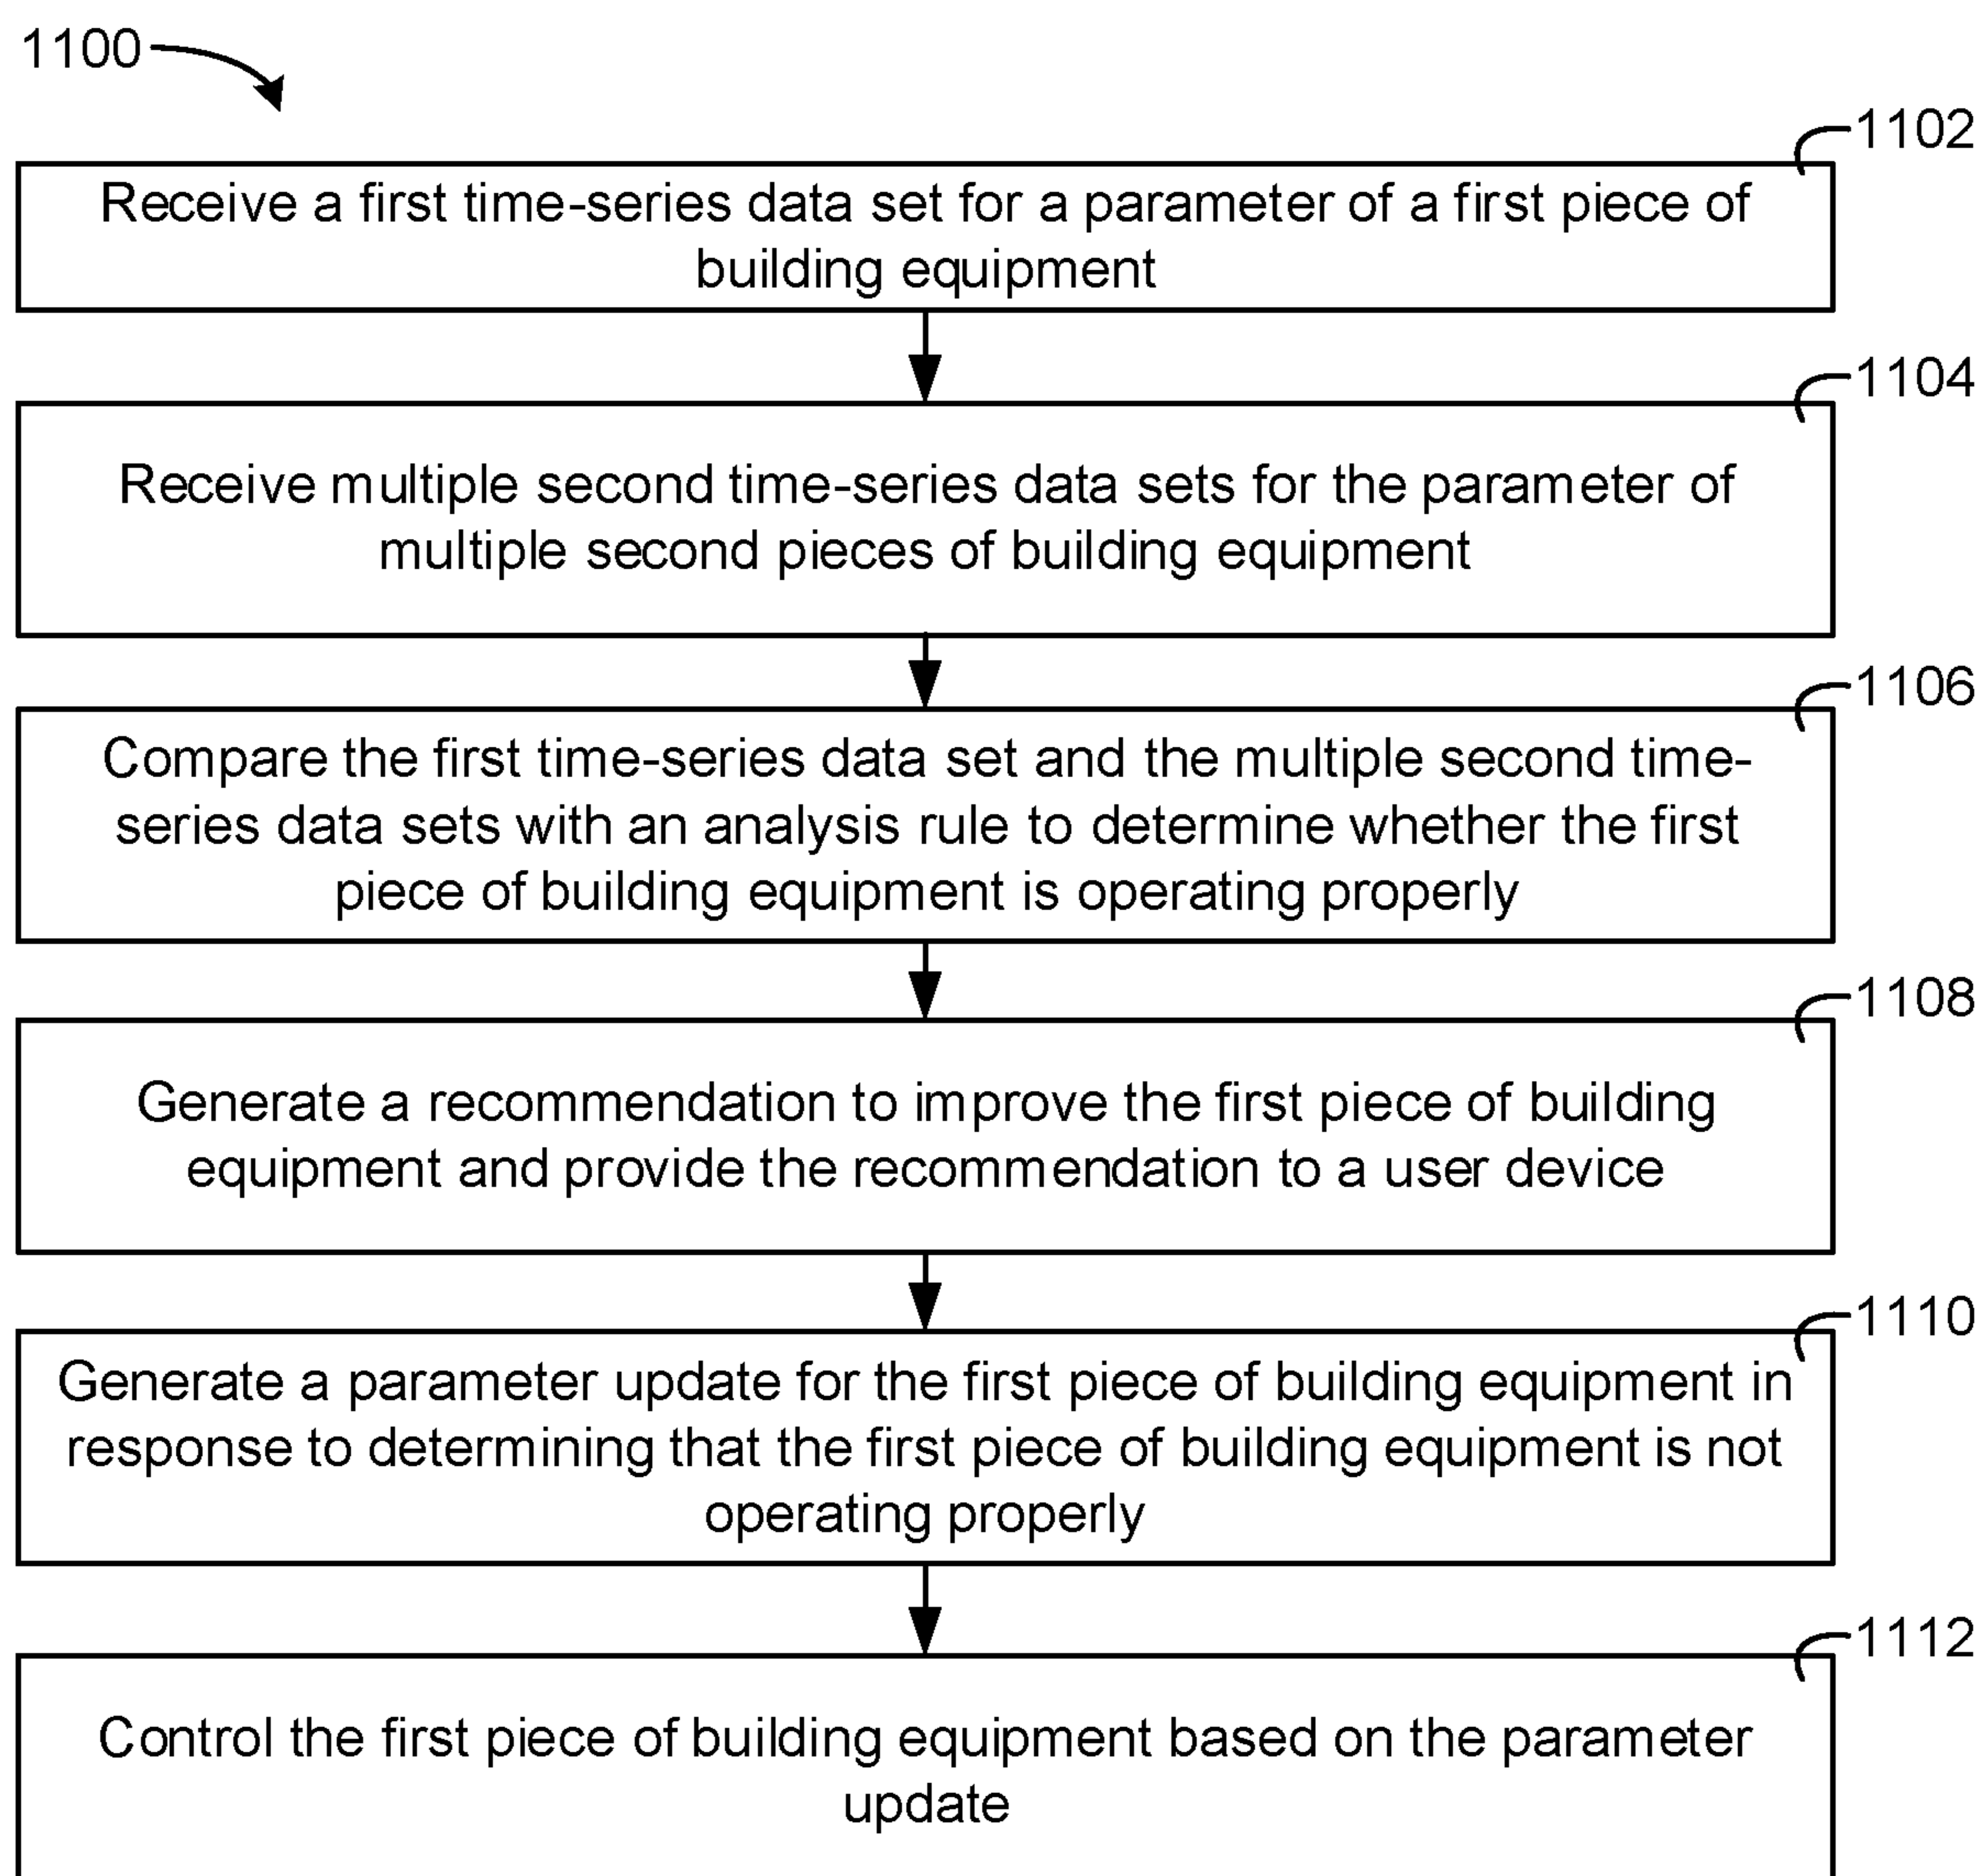 1100
1102
Receive a first time-series data set for a parameter of a first piece of
building equipment
1104
Receive multiple second time-series data sets for the parameter of
multiple second pieces of building equipment
1106
Compare the first time-series data set and the multiple second time-
series data sets with an analysis rule to determine whether the first
piece of building equipment is operating properly
1108
Generate a recommendation to improve the first piece of building
equipment and provide the recommendation to a user device
1110
Generate a parameter update for the first piece of building equipment in
response to determining that the first piece of building equipment is not
operating properly
1112
Control the first piece of building equipment based on the parameter
update